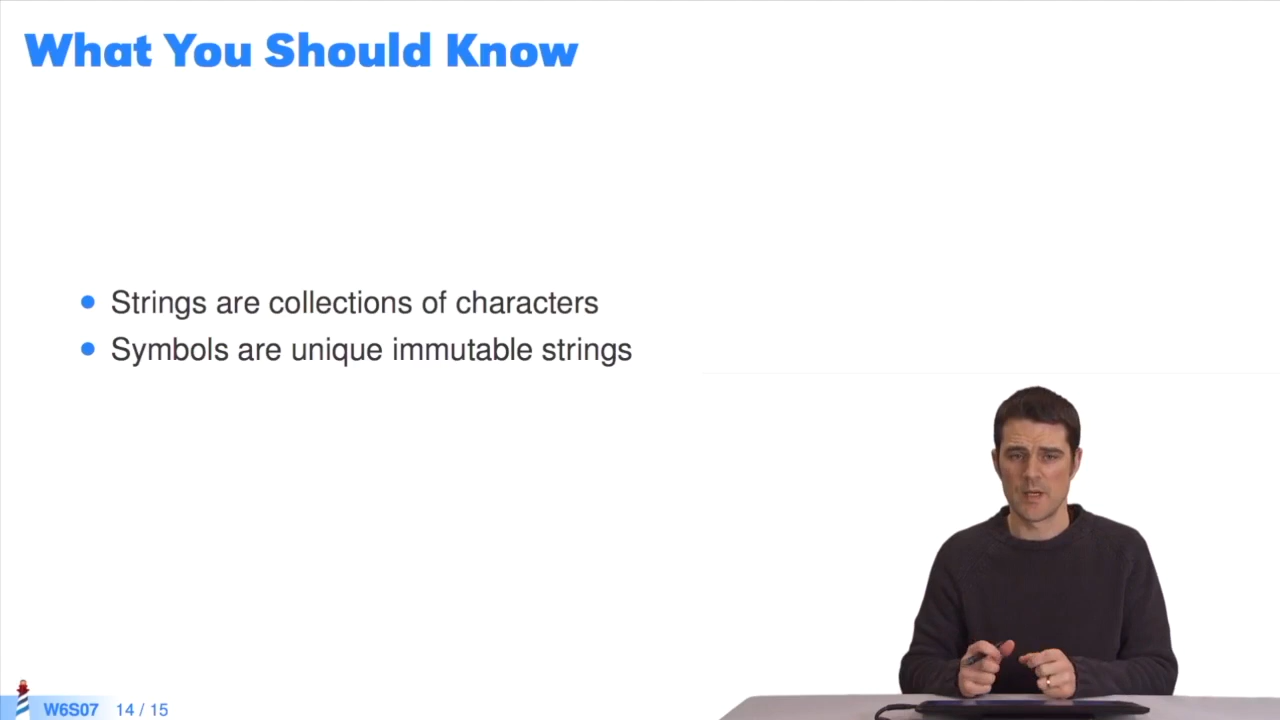 What You Should Know
Strings are collections of characters
Symbols are unique immutable strings
W6S07 14 / 15